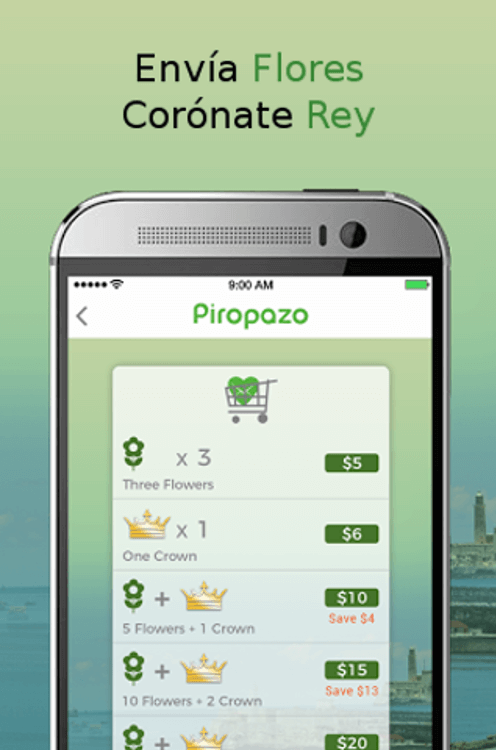 Envía Flores
Corónate Rey
9:00 AM
Piropazo
x 3
$5
Three Flowers
x 1
$6
One Crown
+
$10
Save $4
5 Flowers + 1 Crown
+
$15
Save $13
10 Flowers + 2 Crown
+
$20